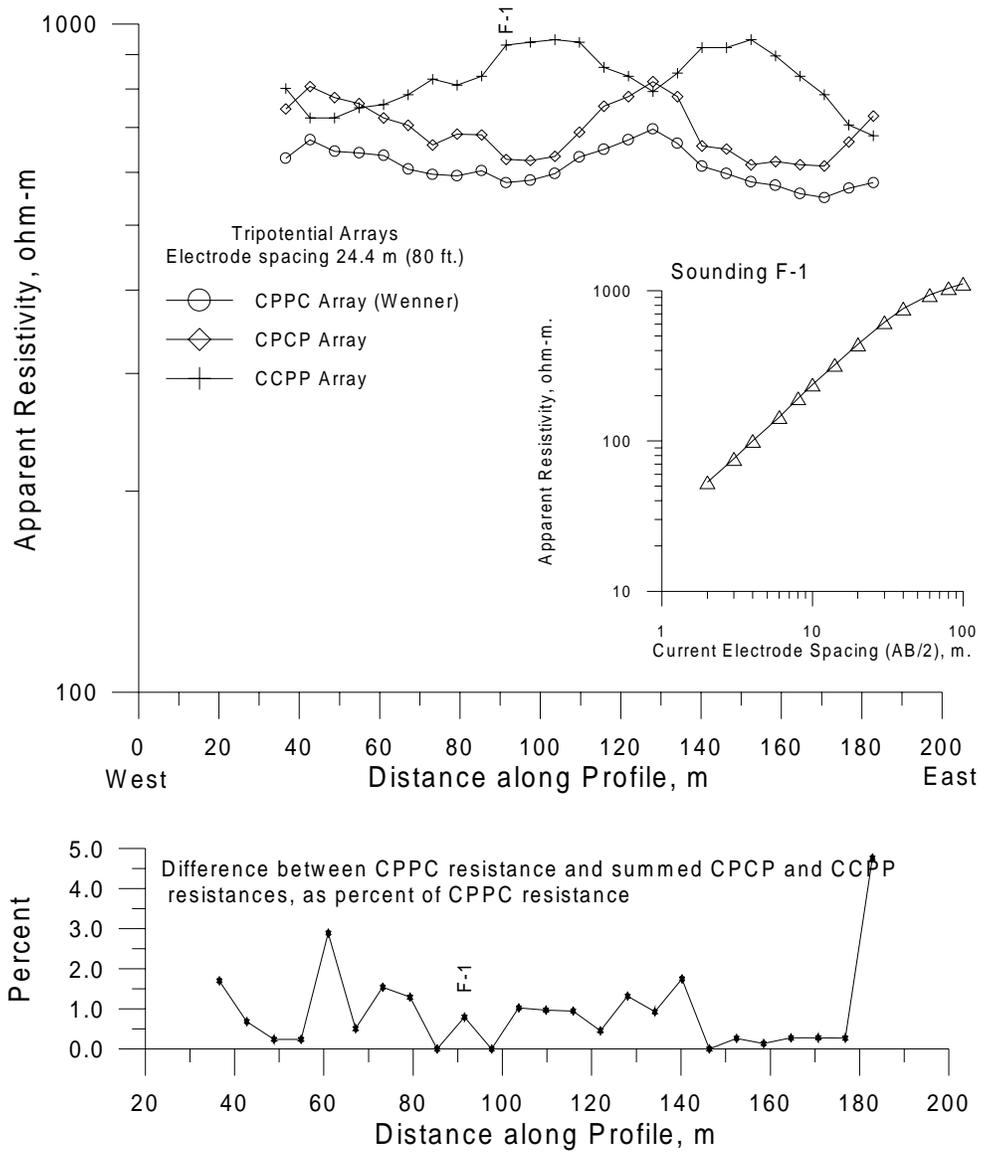 1000
F-1
Apparent Resistivity, ohm-m
Tripotential Arrays
Electrode spacing 24.4 m (80 ft.)
CPPC Array (Wenner)
CPCP Array
CCPP Array
Sounding F-1
1000
100
10
Apparent Resistivity, ohm-m.
1 10 100
Current Electrode Spacing (AB/2), m.
100
0 20 40 60 80 100 120 140 160 180 200
West Distance along Profile, m East
5.0
4.0
3.0
2.0
1.0
0.0
Percent
Difference between CPPC resistance and summed CPCP and CCPP
resistances, as percent of CPPC resistance
F-1
20 40 60 80 100 120 140 160 180 200
Distance along Profile, m